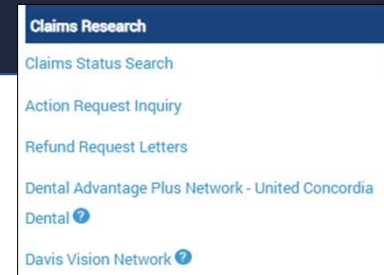 Claims Research
Claims Status Search
Action Request Inquiry
Refund Request Letters
Dental Advantage Plus Network - United Concordia
Dental ?
Davis Vision Network ?